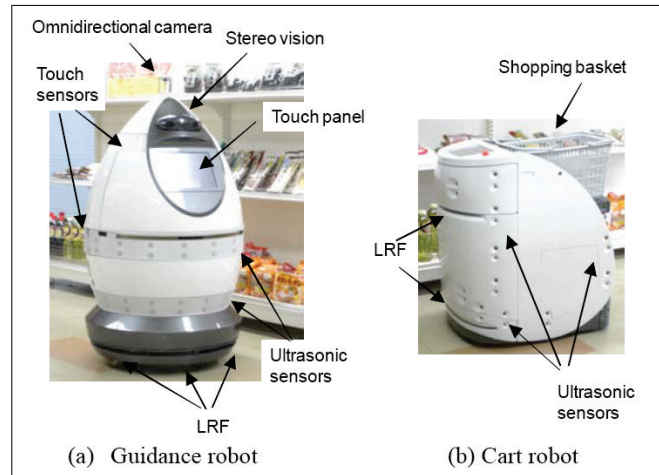 Omnidirectional camera
Stereo vision
Touch
sensors
Touch panel
Shopping basket
LRF
Ultrasonic
sensors
LRF
Ultrasonic
sensors
(a) Guidance robot
(b) Cart robot